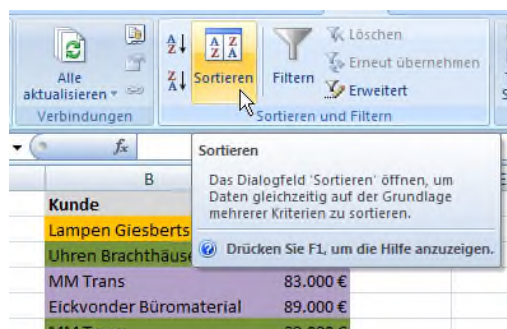 Alle
aktualisieren
Verbindungen
A
Z
Z
A
A Z
Z A
Sortieren
Filtern
Löschen
Erneut übernehmen
Erweitert
Sortieren und Filtern
fx
Sortieren
Das Dialogfeld 'Sortieren' öffnen, um
Daten gleichzeitig auf der Grundlage
mehrerer Kriterien zu sortieren.
Drücken Sie F1, um die Hilfe anzuzeigen.
B
Kunde
Lampen Giesberts
Uhren Brachthäuse
MM Trans 83.000 €
Eickvonder Büromaterial 89.000 €